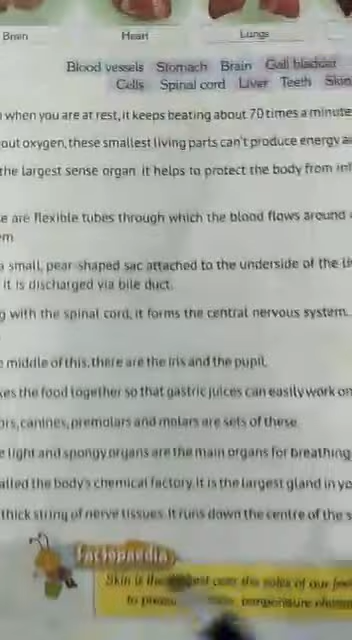 Brain Heart Lungs
Blood vessels Stomach Brain Gall bladder
Cells Spinal cord Liver Teeth Skin
when you are at rest, it keeps beating about 70 times a minute
out oxygen, these smallest living parts can't produce energy
the largest sense organ. It helps to protect the body from
are flexible tubes through which the blood flows around
small, pear-shaped sac attached to the underside of the
it is discharged via bile duct.
with the spinal cord, it forms the central nervous system.
middle of this, there are the iris and the pupil.
the food together so that gastric juices can easily work on
canines, premolars and molars are sets of these.
light and spongy organs are the main organs for breathing
the body's chemical factory. It is the largest gland in
thick string of nerve tissues. It runs down the centre of the
Factopaedia
Skin is the over the soles of our
to